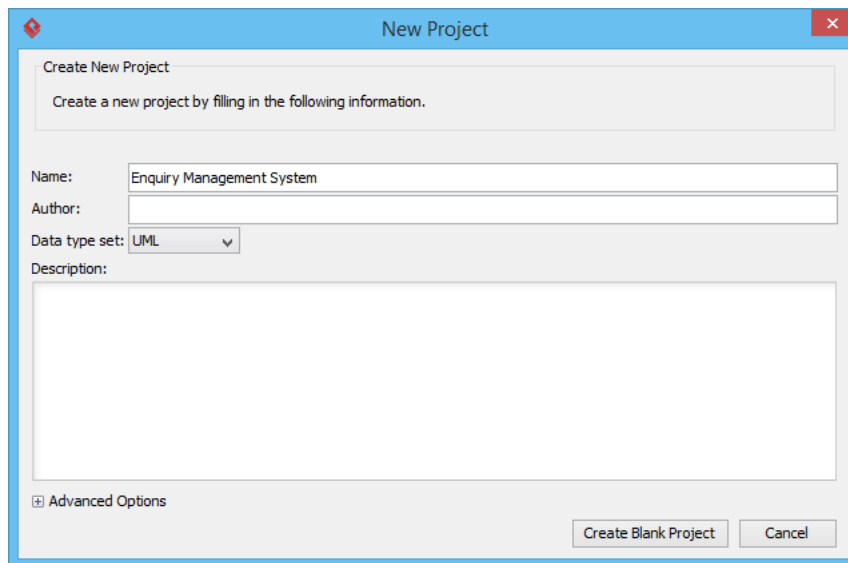 New Project
Create New Project
Create a new project by filling in the following information.
Name: Enquiry Management System
Author:
Data type set: UML
Description:
Advanced Options
Create Blank Project Cancel